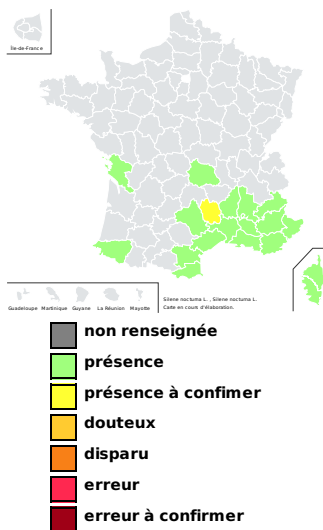 Île-de-France
Guadeloupe Martinique Guyane La Réunion Mayotte
Silene nocturna L. , Silene nocturna L.
Carte en cours d'élaboration.
non renseignée
présence
présence à confimer
douteux
disparu
erreur
erreur à confirmer